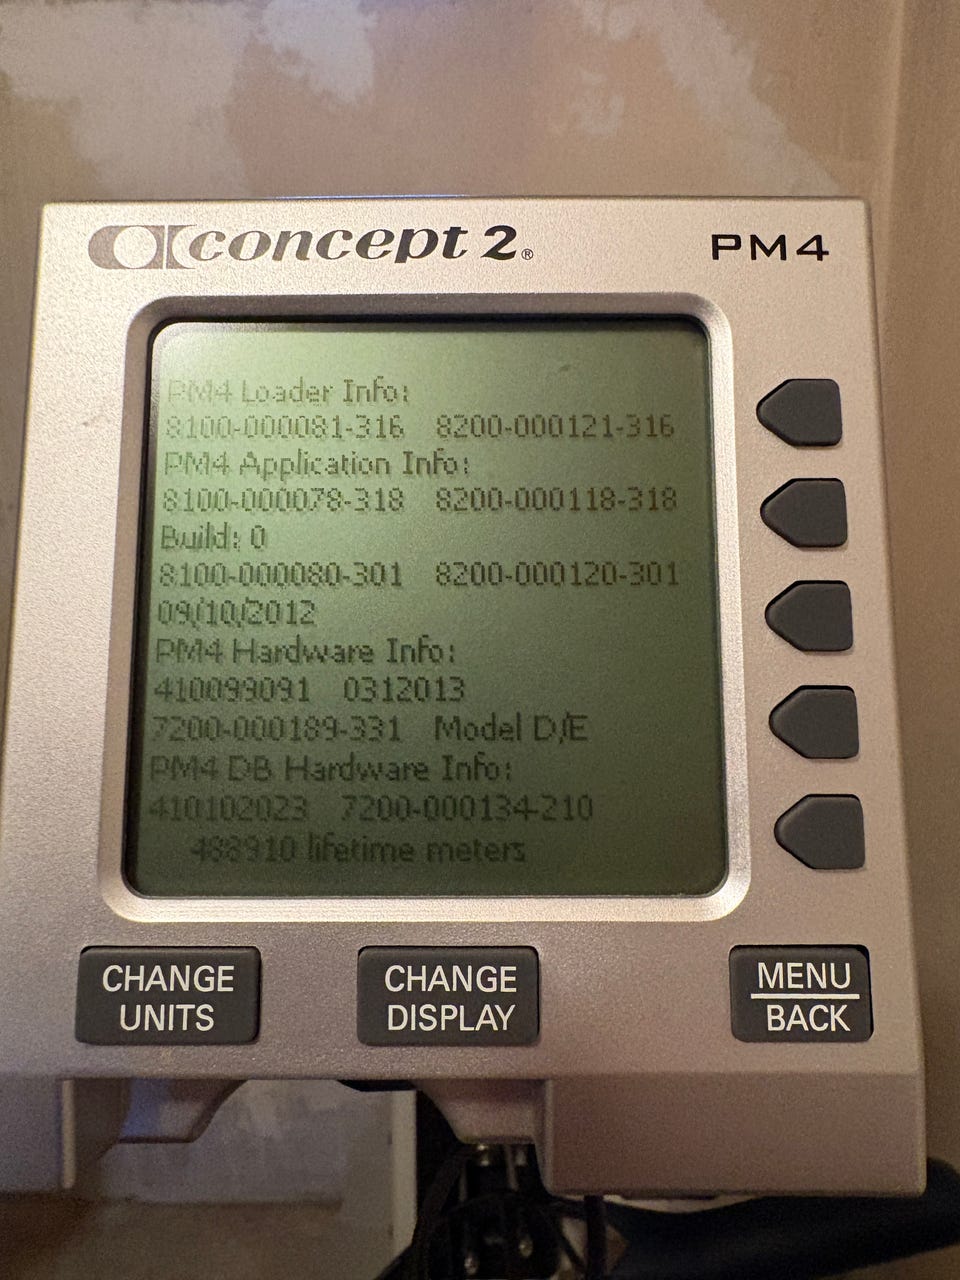 concept 2® PM4
PM4 Loader Info:
8100-000081-316 8200-000121-316
PM4 Application Info:
8100-000078-318 8200-000118-318
Build: 0
8100-000080-301 8200-000120-301
09/10/2012
PM4 Hardware Info:
410099091 0312013
7200-000189-331 Model D/E
PM4 DB Hardware Info:
410102023 7200-000134-210
488910 lifetime meters
CHANGE UNITS
CHANGE DISPLAY
MENU
BACK